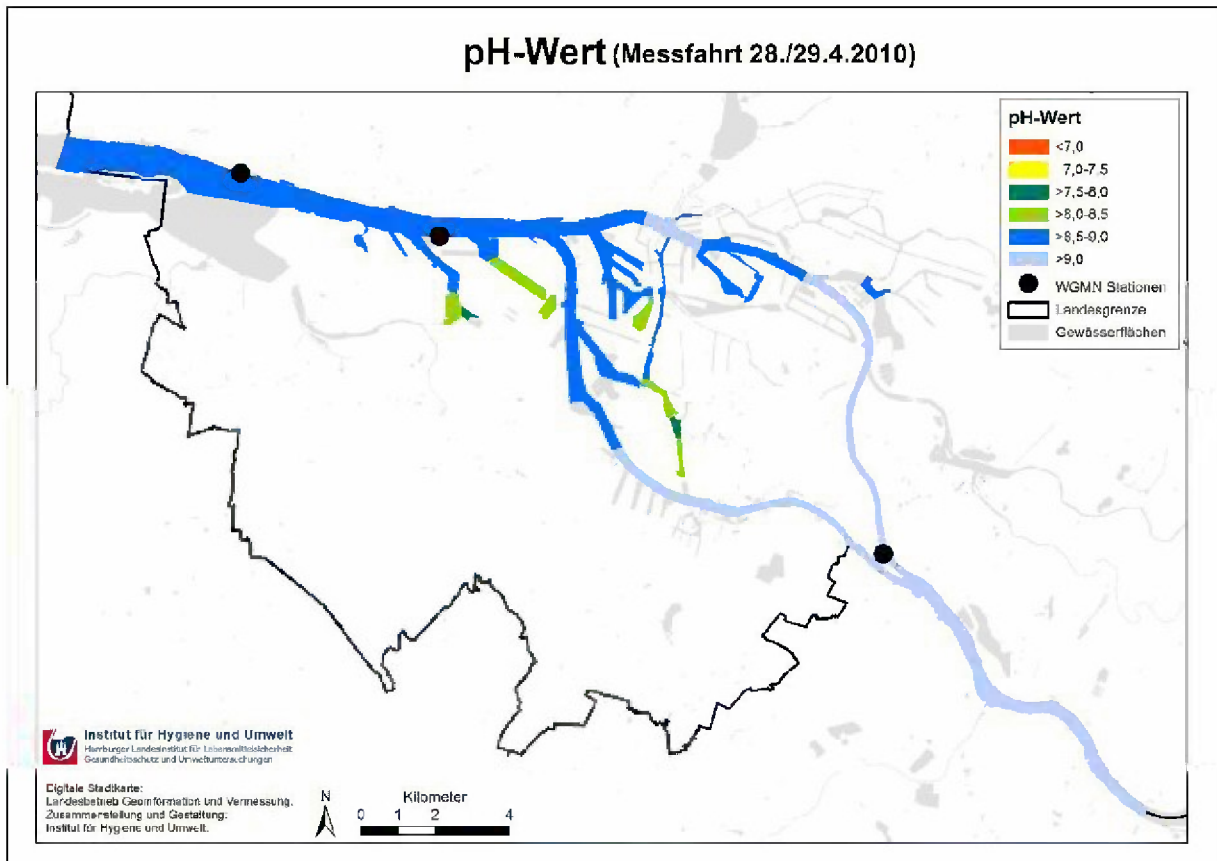 pH-Wert (Messfahrt 28./29.4.2010)
pH-Wert
<7,0
7,0-7,5
>7,5-8,0
>8,0-8,5
>8,5-9,0
>9,0
WGMN Stationen
Landesgrenze
Gewässerflächen
Institut für Hygiene und Umwelt
Hamburger Landesinstitut für Lebensmittelsicherheit
Gesundheitsschutz und Umweltuntersuchungen
Digitale Stadtkarte:
Landesbetrieb Geoinformation und Vermessung.
Zusammenstellung und Gestaltung:
Institut für Hygiene und Umwelt.
N
Kilometer
0 1 2 4